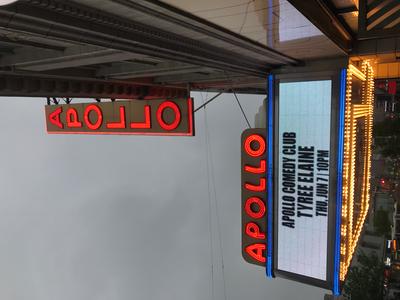 APOLLO
APOLLO
APOLLO COMEDY CLUB
TYREE ELAINE
THU, JUN 7 | 10PM